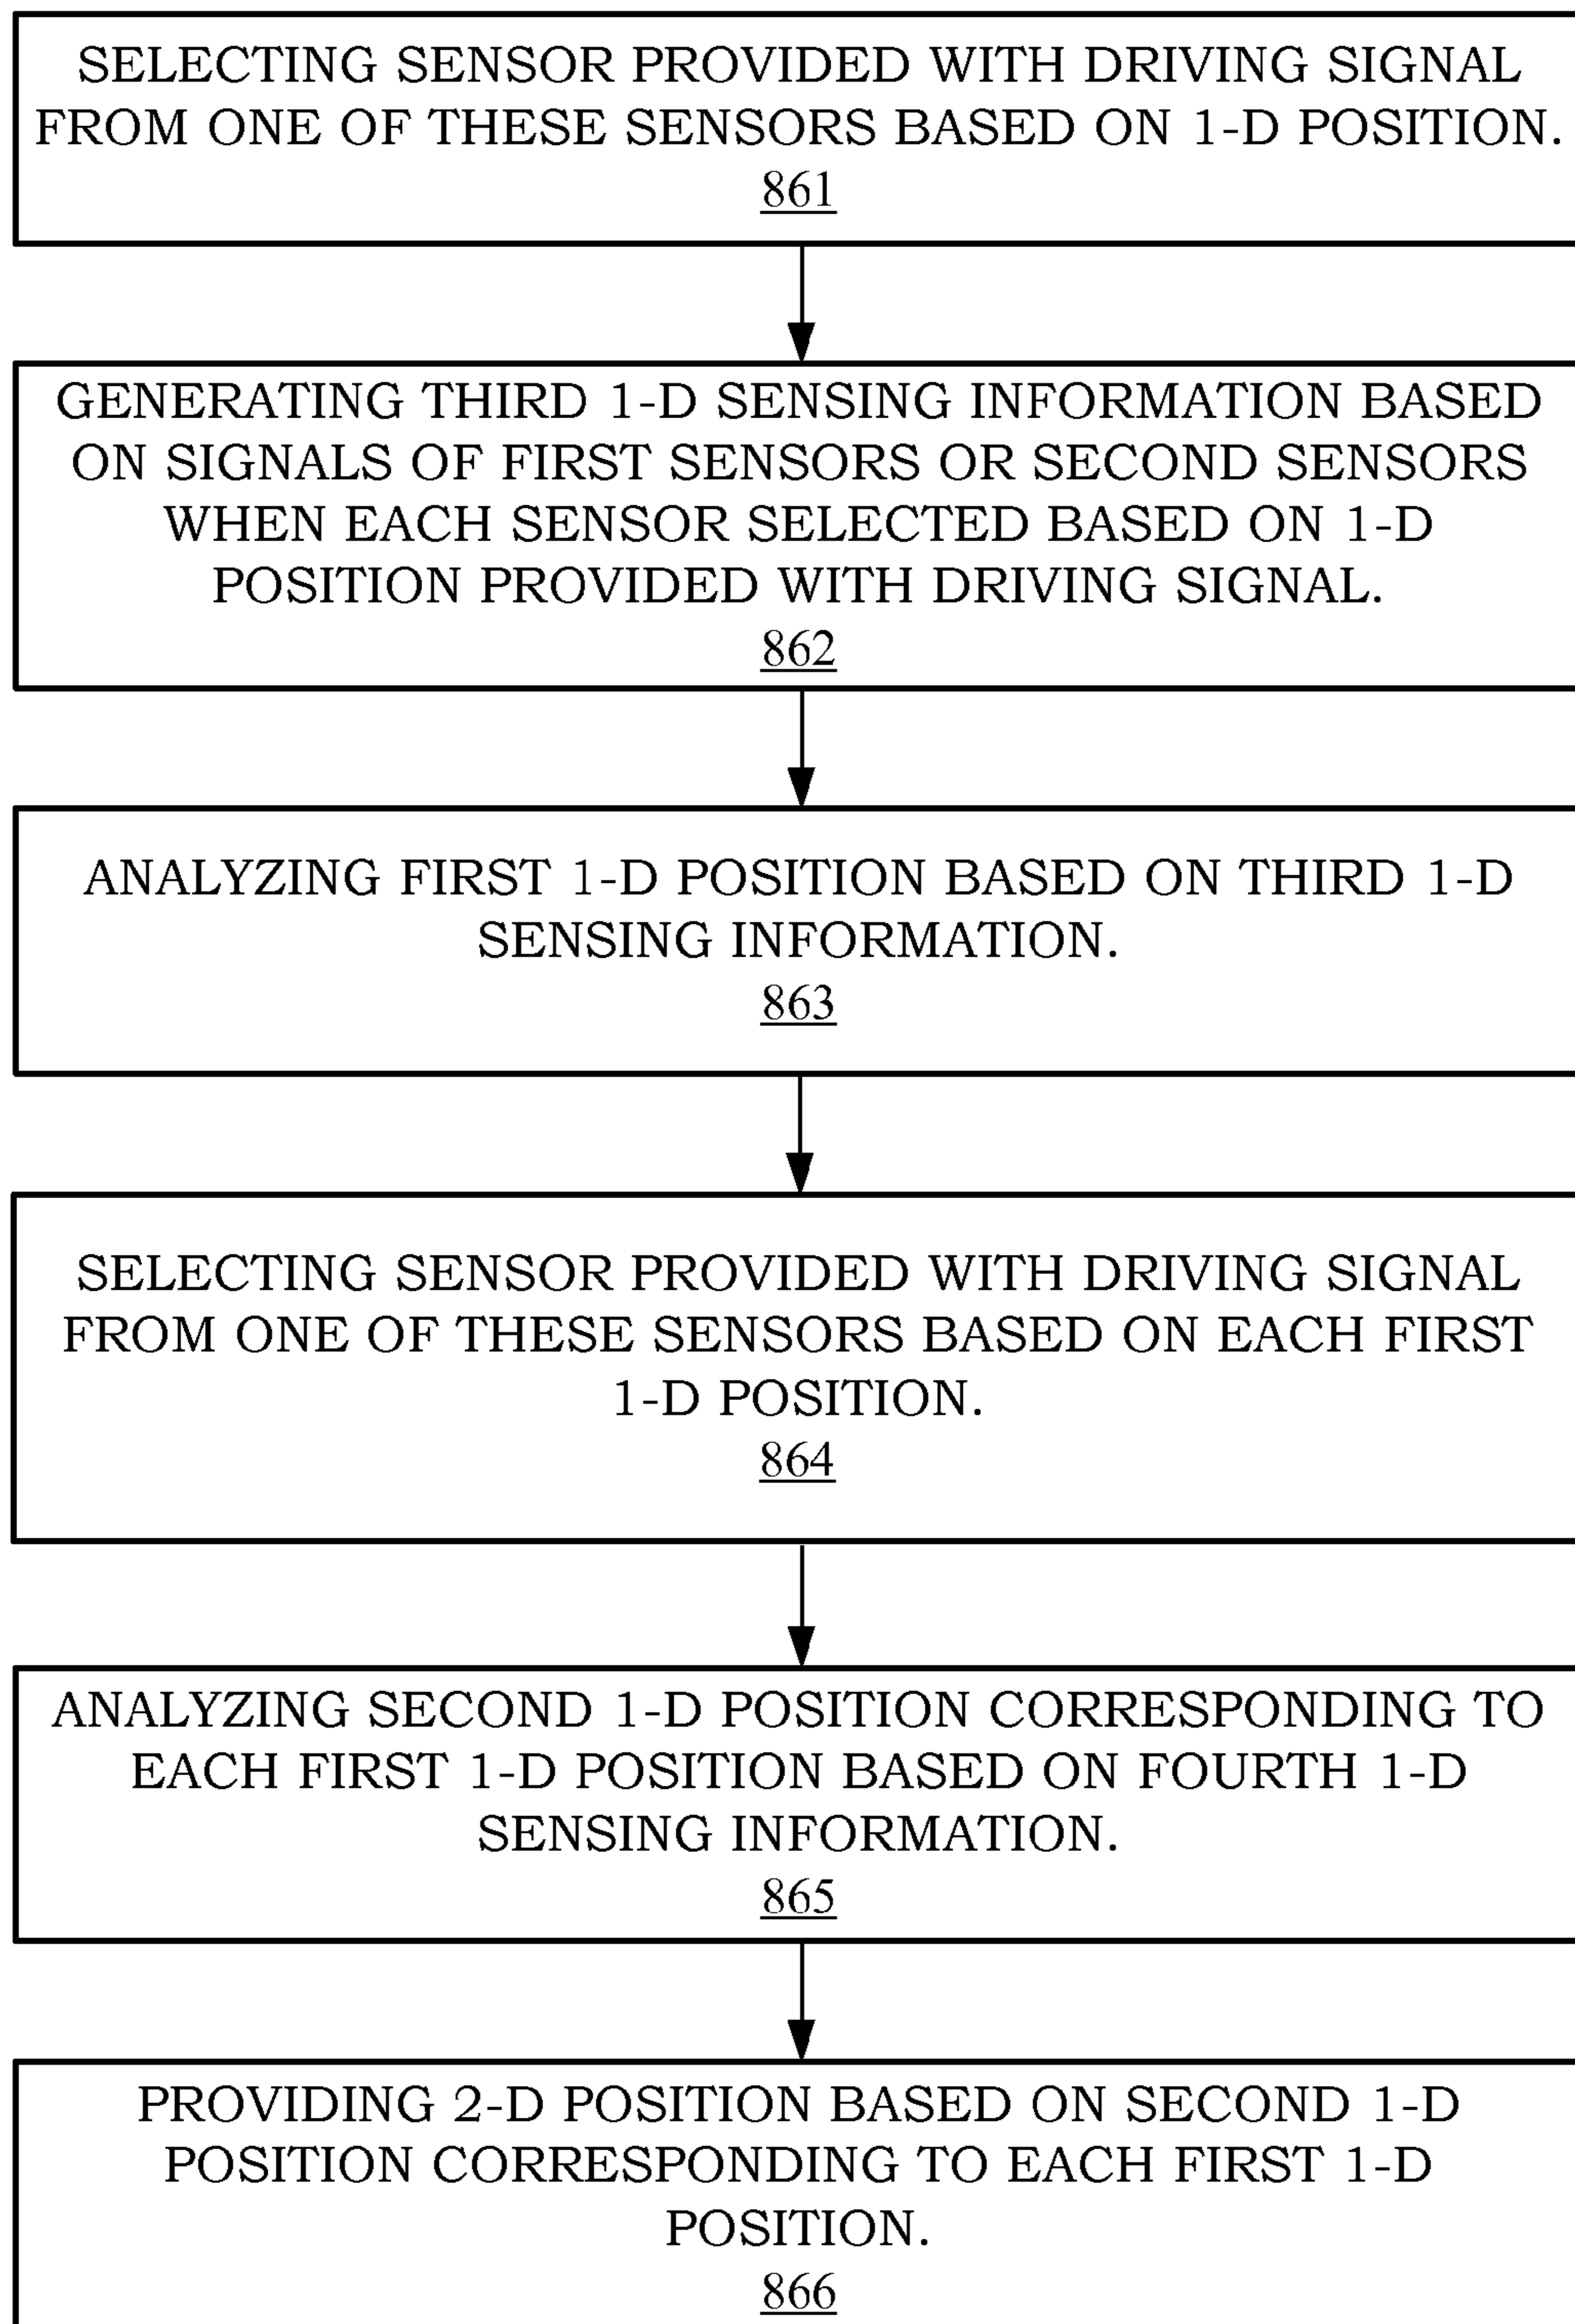 SELECTING SENSOR PROVIDED WITH DRIVING SIGNAL
FROM ONE OF THESE SENSORS BASED ON 1-D POSITION.
861
GENERATING THIRD 1-D SENSING INFORMATION BASED
ON SIGNALS OF FIRST SENSORS OR SECOND SENSORS
WHEN EACH SENSOR SELECTED BASED ON 1-D
POSITION PROVIDED WITH DRIVING SIGNAL.
862
ANALYZING FIRST 1-D POSITION BASED ON THIRD 1-D
SENSING INFORMATION.
863
SELECTING SENSOR PROVIDED WITH DRIVING SIGNAL
FROM ONE OF THESE SENSORS BASED ON EACH FIRST
1-D POSITION.
864
ANALYZING SECOND 1-D POSITION CORRESPONDING TO
EACH FIRST 1-D POSITION BASED ON FOURTH 1-D
SENSING INFORMATION.
865
PROVIDING 2-D POSITION BASED ON SECOND 1-D
POSITION CORRESPONDING TO EACH FIRST 1-D
POSITION.
866